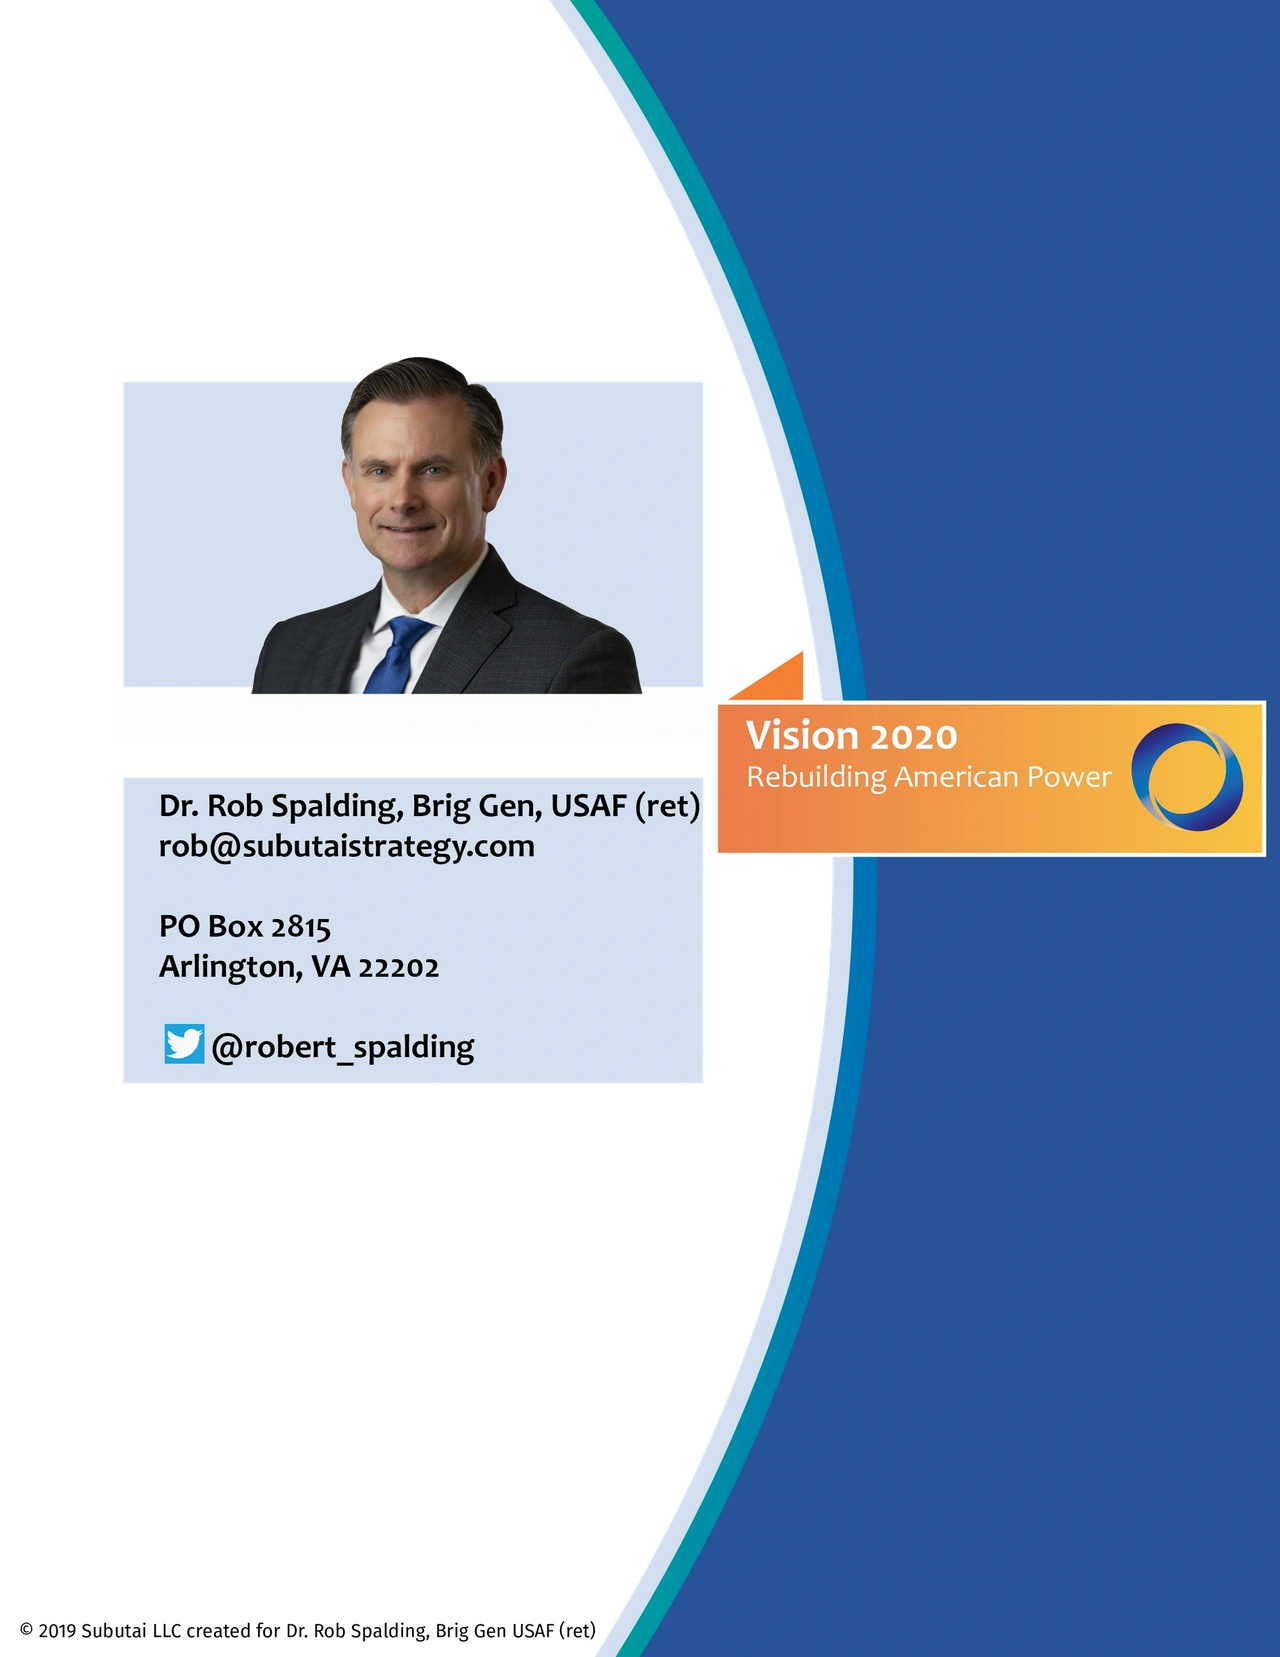 Vision 2020
Rebuilding American Power
Dr. Rob Spalding, Brig Gen, USAF (ret)
rob@subutaistrategy.com
PO Box 2815
Arlington, VA 22202
@robert_spalding
© 2019 Subutai LLC created for Dr. Rob Spalding, Brig Gen USAF (ret)